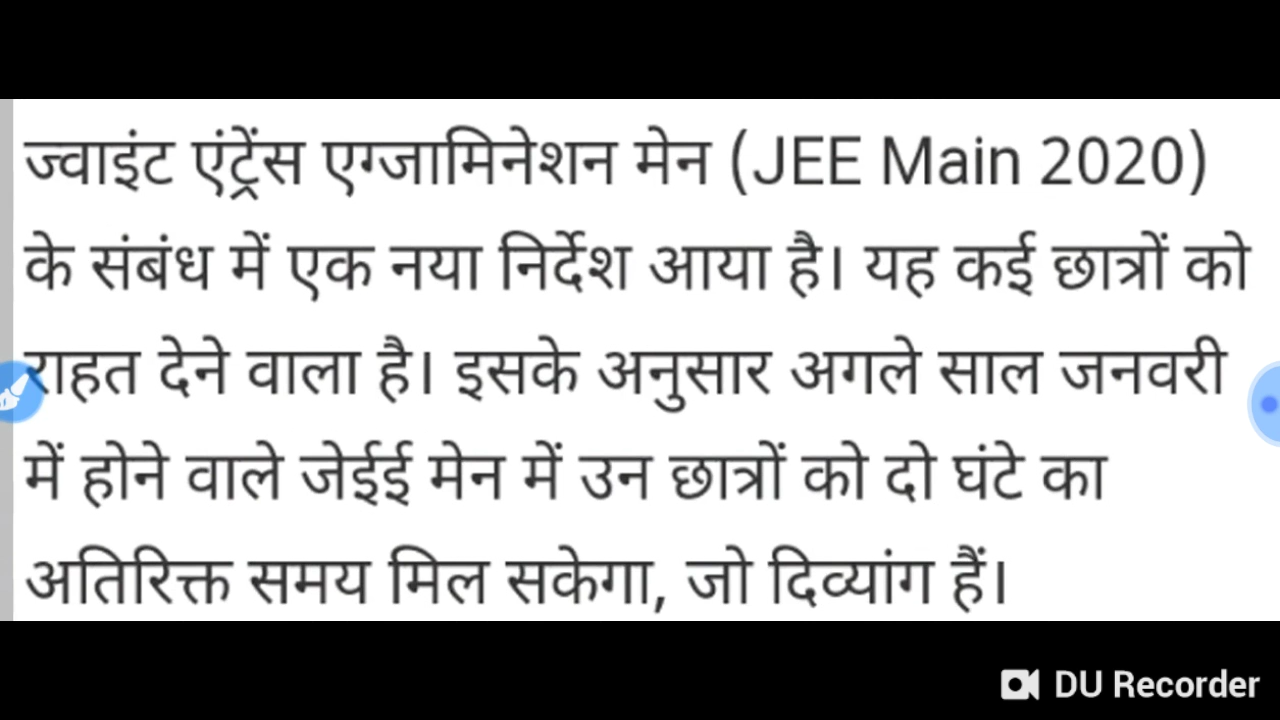 ज्वाइंट एंट्रेंस एग्जामिनेशन मेन (JEE Main 2020)
के संबंध में एक नया निर्देश आया है। यह कई छात्रों को
राहत देने वाला है। इसके अनुसार अगले साल जनवरी
में होने वाले जेईई मेन में उन छात्रों को दो घंटे का
अतिरिक्त समय मिल सकेगा, जो दिव्यांग हैं।
DU Recorder